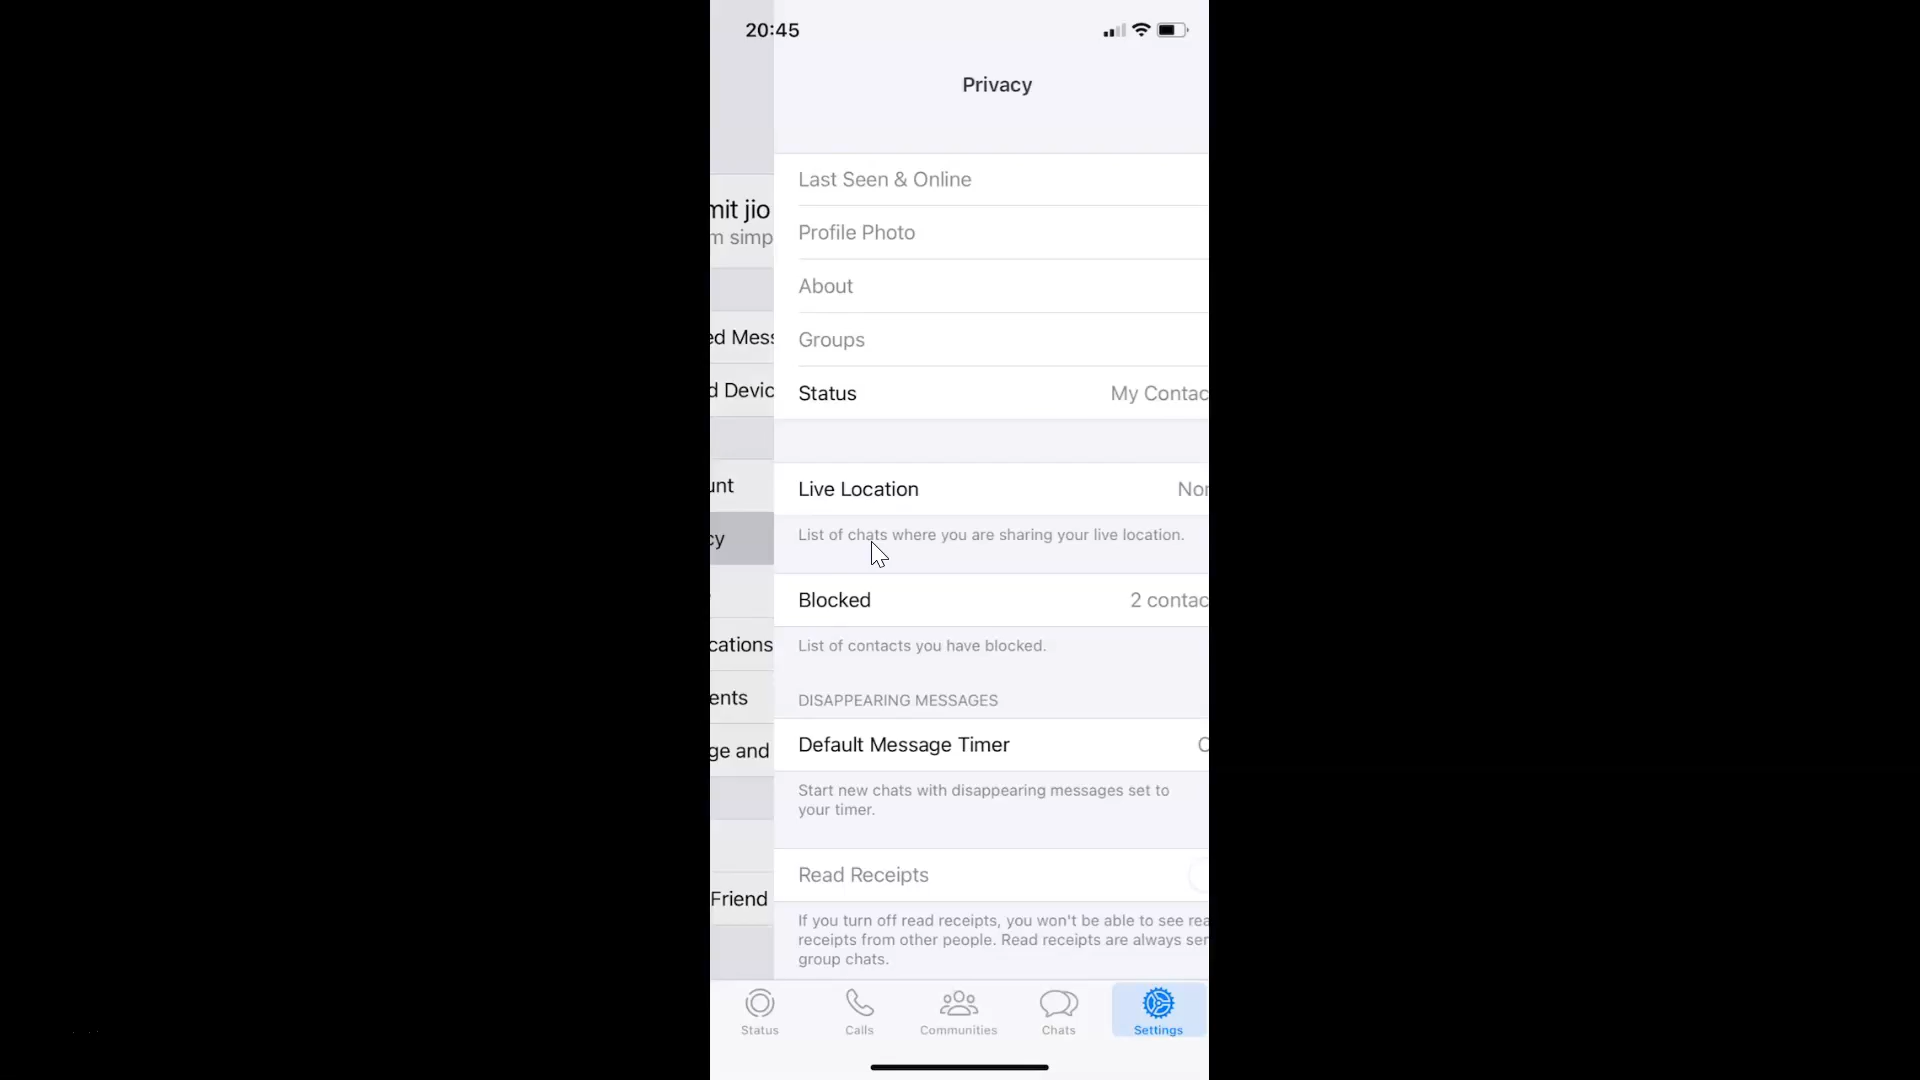 20:45
Privacy
Last Seen & Online
mit jio
Profile Photo
m simp
About
ed Mess
Groups
d Devic
Status
My Contac
unt
Live Location
Non
cy
List of chats where you are sharing your live location.
Blocked
2 contac
cations
List of contacts you have blocked.
ents
DISAPPEARING MESSAGES
ge and
Default Message Timer
Start new chats with disappearing messages set to
your timer.
Friend
Read Receipts
If you turn off read receipts, you won't be able to see rea
receipts from other people. Read receipts are always sen
group chats.
Status
Calls
Communities
Chats
Settings